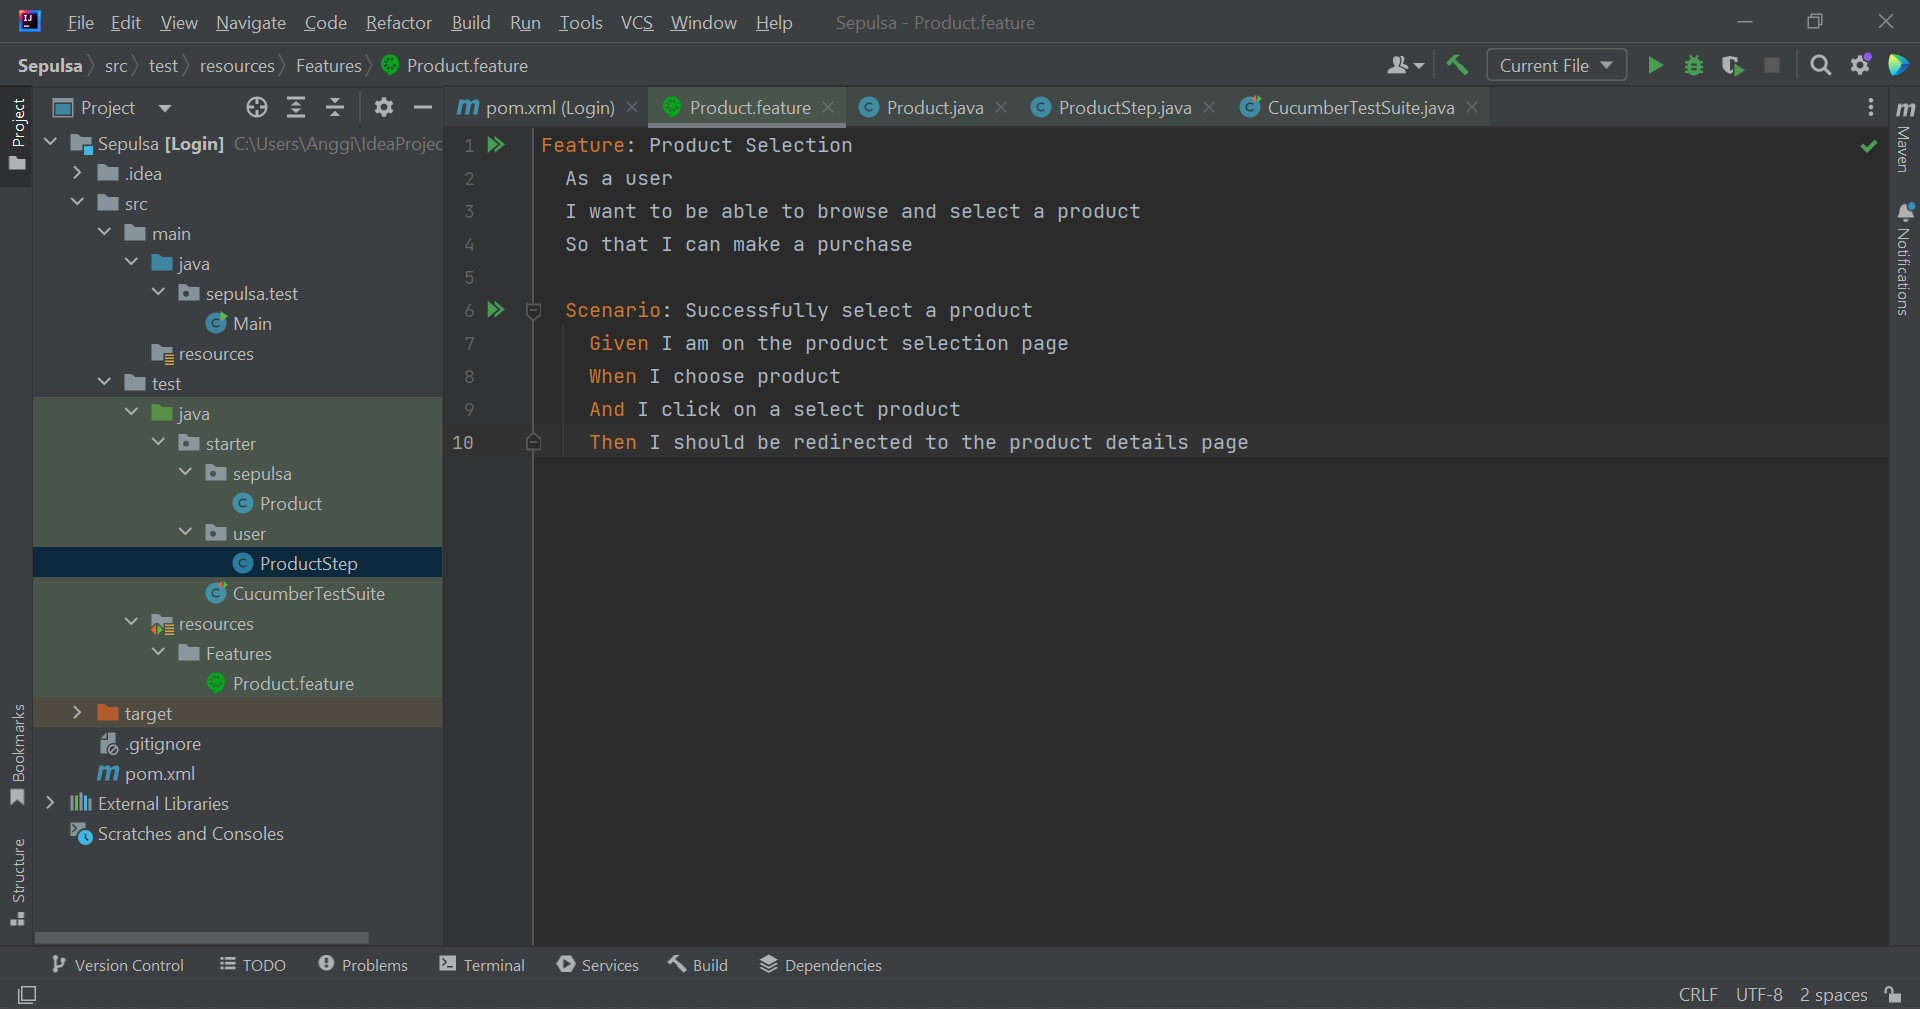 File Edit View Navigate Code Refactor Build Run Tools VCS Window Help Sepulsa - Product.feature
Sepulsa src test resources Features Product.feature Current File
Project
Project
pom.xml (Login) Product.feature Product.java ProductStep.java CucumberTestSuite.java
Sepulsa [Login] C:\Users\Anggi\IdeaProjec
.idea
src
main
java
sepulsa.test
Main
resources
test
java
starter
sepulsa
Product
user
ProductStep
CucumberTestSuite
resources
Features
Product.feature
target
.gitignore
pom.xml
External Libraries
Scratches and Consoles
Bookmarks
Structure
1 Feature: Product Selection
2 As a user
3 I want to be able to browse and select a product
4 So that I can make a purchase
5
6 Scenario: Successfully select a product
7 Given I am on the product selection page
8 When I choose product
9 And I click on a select product
10 Then I should be redirected to the product details page
Maven
Notifications
Version Control TODO Problems Terminal Services Build Dependencies
CRLF UTF-8 2 spaces